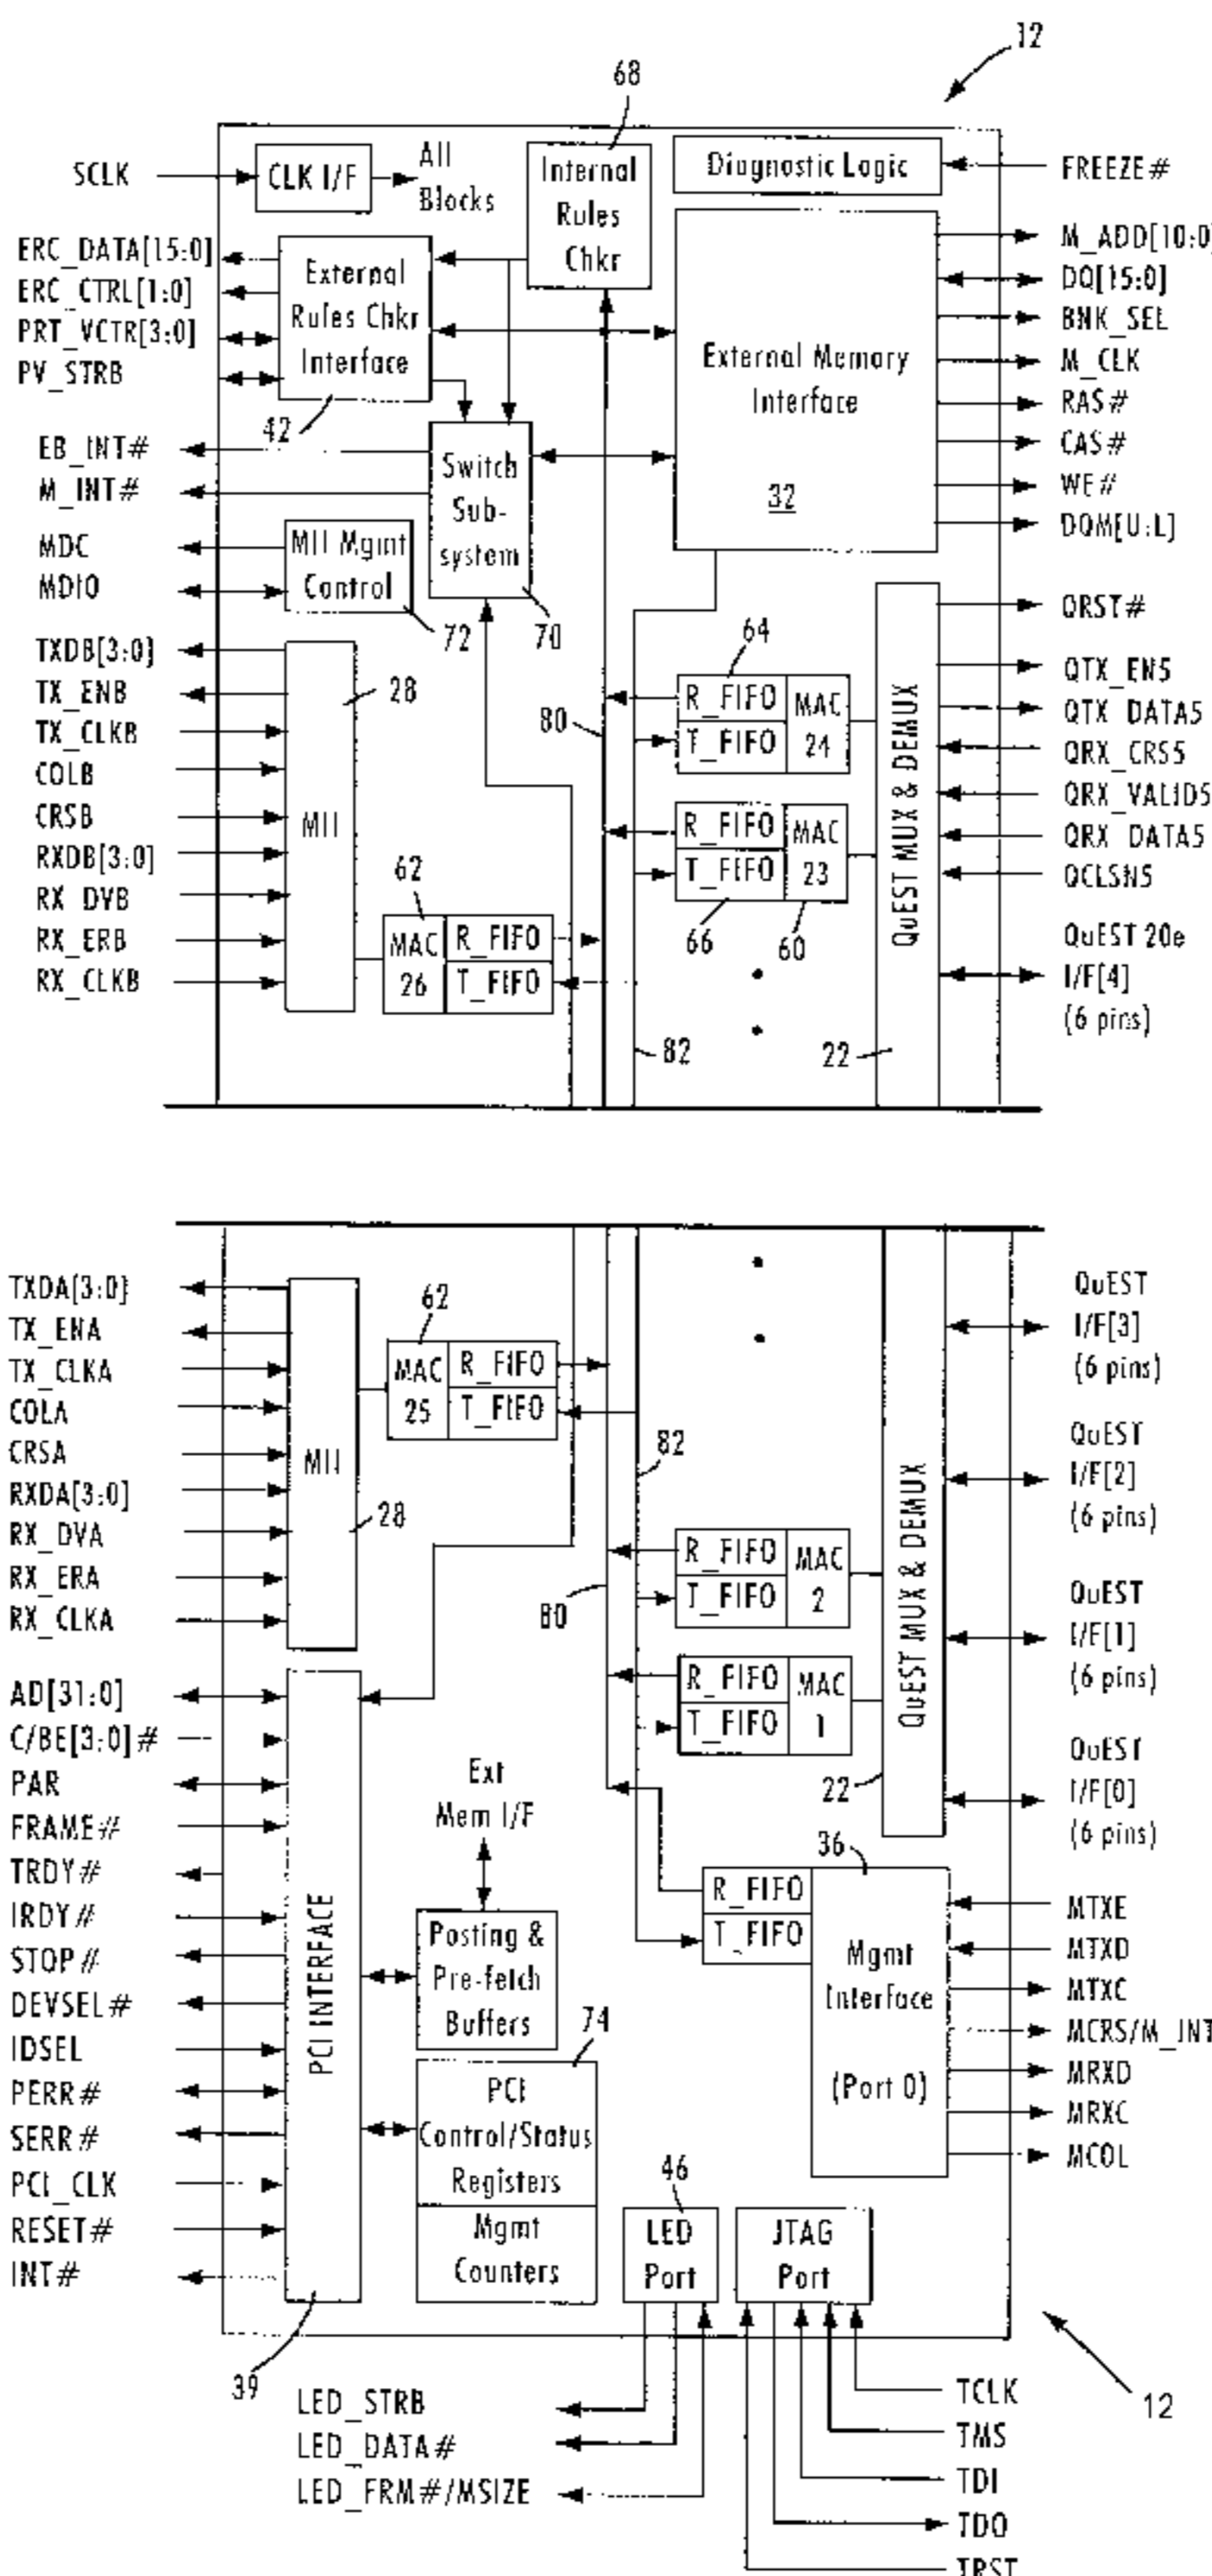 12
68
SCLK
CLK I/F
All
Blocks
Internal
Rules
Chkr
Diagnostic Logic
FREEZE#
ERC_DATA[15:0]
ERC_CTRL[1:0]
PRT_VCTR[3:0]
PV_STRB
External
Rules Chkr
Interface
42
External Memory
Interface
32
M_ADD[10:0]
DQ[15:0]
BNK_SEL
M_CLK
RAS#
CAS#
WE#
DQM[U:L]
EB_INT#
M_INT#
Switch
Sub-
system
70
MDC
MDIO
MII Mgmt
Control
72
TXDB[3:0]
TX_ENB
TX_CLKB
COLB
CRSB
RXDB[3:0]
RX_DVB
RX_ERB
RX_CLKB
28
MII
62
MAC
26
R_FIFO
T_FIFO
80
82
64
R_FIFO
T_FIFO
MAC
24
R_FIFO
T_FIFO
MAC
23
66
60
QuEST MUX & DEMUX
22
QRST#
QTX_EN5
QTX_DATA5
QRX_CRS5
QRX_VALID5
QRX_DATA5
QCLSN5
QuEST 20e
I/F[4]
(6 pins)
TXDA[3:0]
TX_ENA
TX_CLKA
COLA
CRSA
RXDA[3:0]
RX_DVA
RX_ERA
RX_CLKA
MII
28
62
MAC
25
R_FIFO
T_FIFO
82
80
R_FIFO
T_FIFO
MAC
2
R_FIFO
T_FIFO
MAC
1
QuEST MUX & DEMUX
22
QuEST
I/F[3]
(6 pins)
QuEST
I/F[2]
(6 pins)
QuEST
I/F[1]
(6 pins)
QuEST
I/F[0]
(6 pins)
AD[31:0]
C/BE[3:0]#
PAR
FRAME#
TRDY#
IRDY#
STOP#
DEVSEL#
IDSEL
PERR#
SERR#
PCI_CLK
RESET#
INT#
PCI INTERFACE
39
Ext
Mem I/F
Posting &
Pre-fetch
Buffers
74
PCI
Control/Status
Registers
Mgmt
Counters
36
R_FIFO
T_FIFO
Mgmt
Interface
(Port 0)
MTXE
MTXD
MTXC
MCRS/M_INT
MRXD
MRXC
MCOL
46
LED
Port
JTAG
Port
LED_STRB
LED_DATA#
LED_FRM#/MSIZE
TCLK
TMS
TDI
TDO
TRST
12